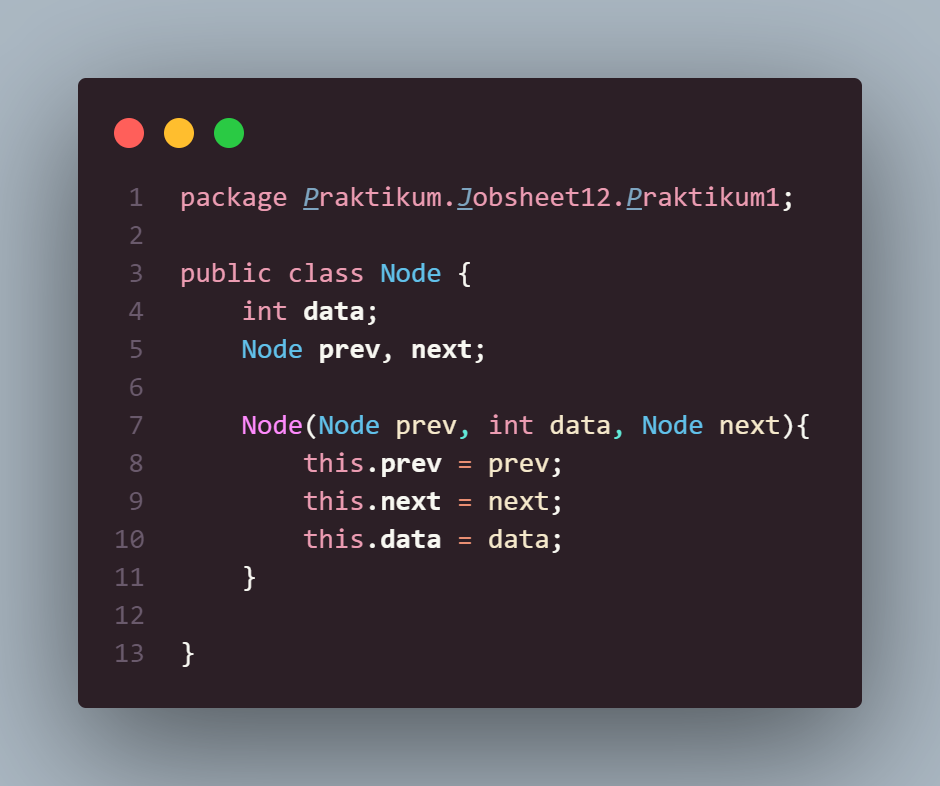 1 package Praktikum.Jobsheet12.Praktikum1;
2
3 public class Node {
4     int data;
5     Node prev, next;
6
7     Node(Node prev, int data, Node next){
8         this.prev = prev;
9         this.next = next;
10         this.data = data;
11     }
12
13 }